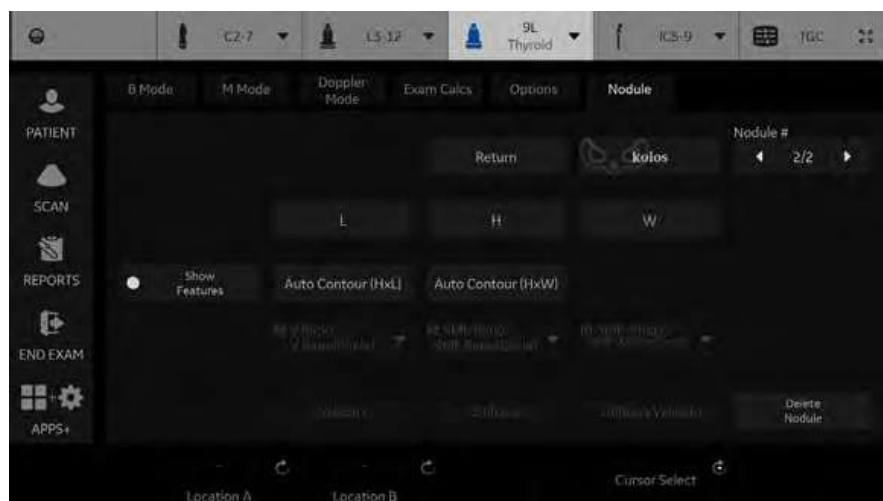 C2-7
L3-12
9L
Thyroid
IC5-9
TGC
PATIENT
SCAN
REPORTS
END EXAM
APPS+
B Mode
M Mode
Doppler
Mode
Exam Calcs
Options
Nodule
Return
kolos
Nodule #
2/2
L
H
W
Show
Features
Auto Contour (HxL)
Auto Contour (HxW)
Delete
Nodule
Location A
Location B
Cursor Select